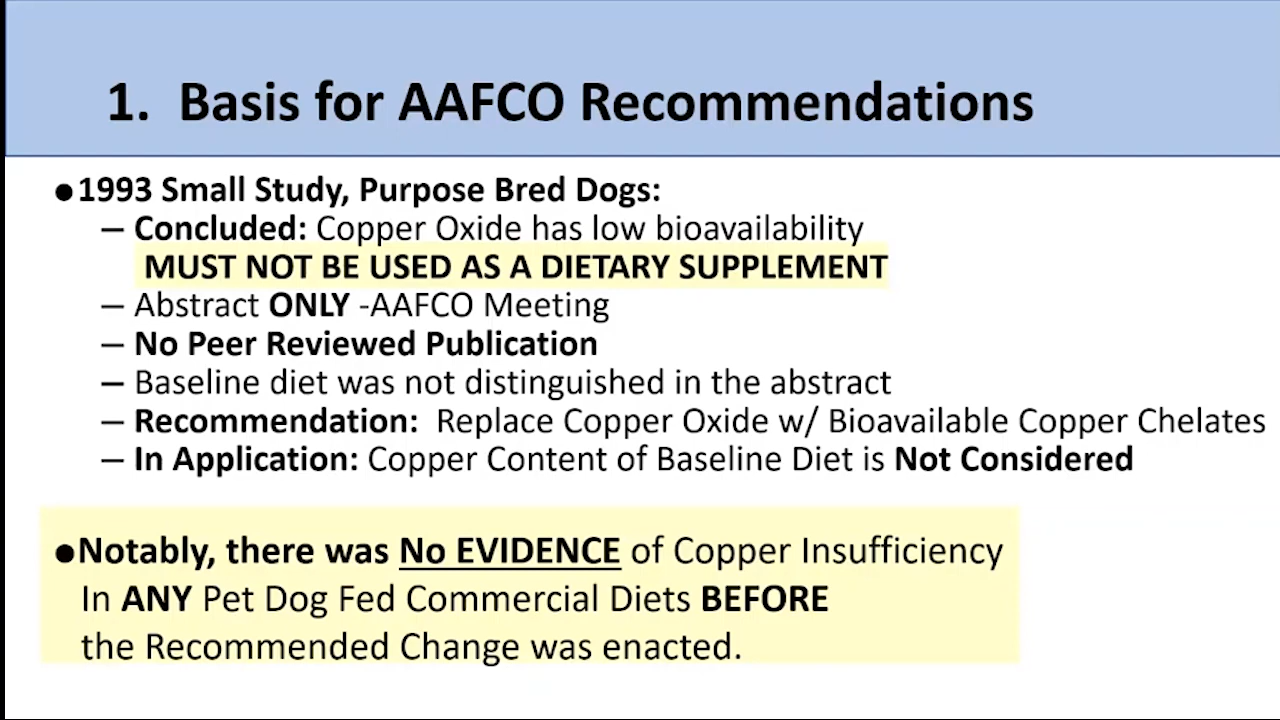 1. Basis for AAFCO Recommendations
●1993 Small Study, Purpose Bred Dogs:
– Concluded: Copper Oxide has low bioavailability
MUST NOT BE USED AS A DIETARY SUPPLEMENT
– Abstract ONLY -AAFCO Meeting
– No Peer Reviewed Publication
– Baseline diet was not distinguished in the abstract
– Recommendation: Replace Copper Oxide w/ Bioavailable Copper Chelates
– In Application: Copper Content of Baseline Diet is Not Considered
●Notably, there was No EVIDENCE of Copper Insufficiency
In ANY Pet Dog Fed Commercial Diets BEFORE
the Recommended Change was enacted.